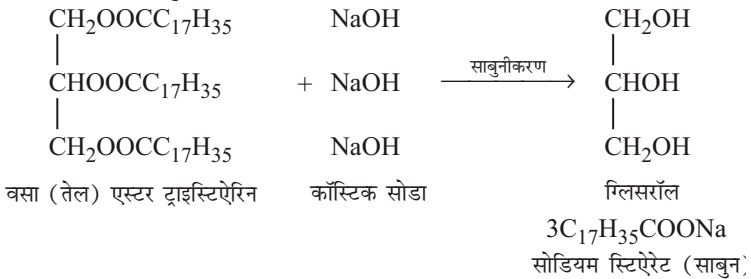 CH₂OOCC₁₇H₃₅ NaOH CH₂OH
CHOOCC₁₇H₃₅ + NaOH साबुनीकरण CHOH
CH₂OOCC₁₇H₃₅ NaOH CH₂OH
वसा (तेल) एस्टर ट्राइस्टिऐरिन कॉस्टिक सोडा ग्लिसरॉल
3C₁₇H₃₅COONa
सोडियम स्टिऐरेट (साबुन)